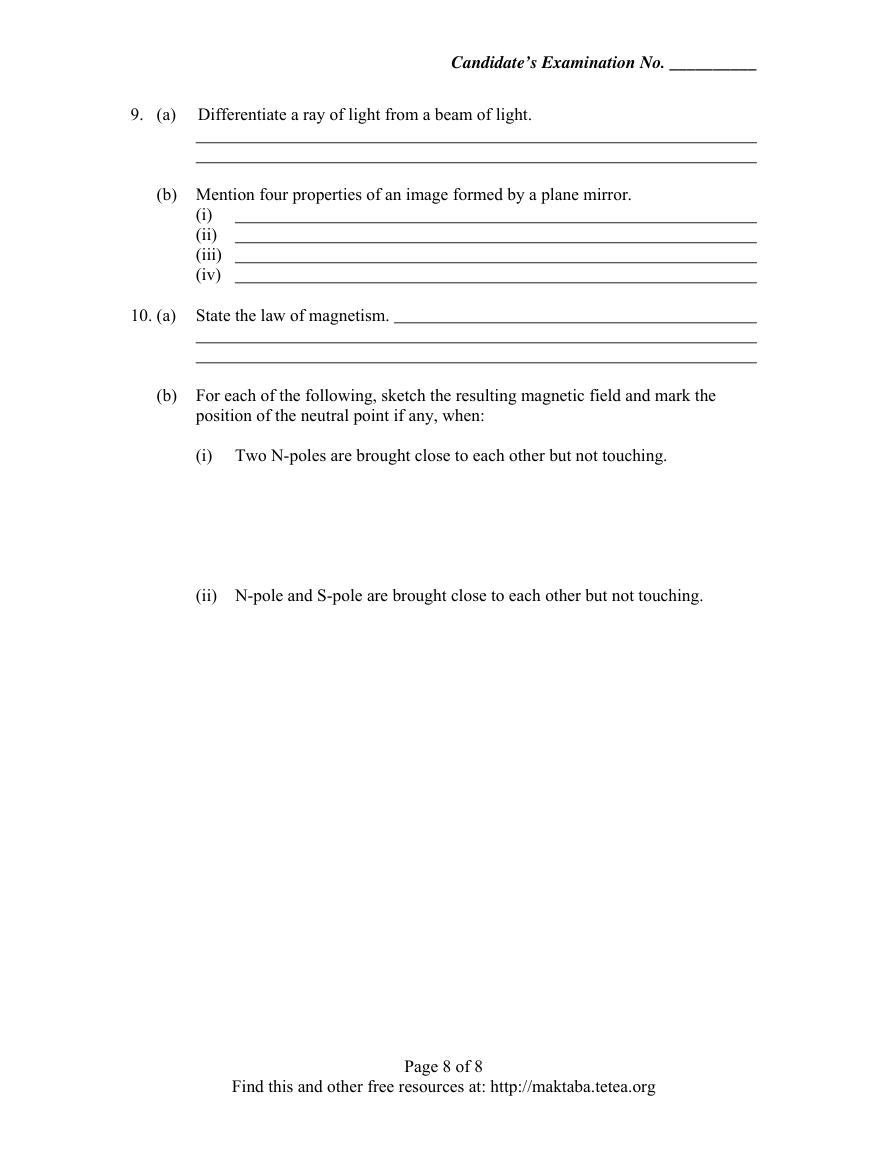 Candidate's Examination No. __________
9. (a) Differentiate a ray of light from a beam of light.
(b) Mention four properties of an image formed by a plane mirror.
(i)
(ii)
(iii)
(iv)
10. (a) State the law of magnetism.
(b) For each of the following, sketch the resulting magnetic field and mark the
position of the neutral point if any, when:
(i) Two N-poles are brought close to each other but not touching.
(ii) N-pole and S-pole are brought close to each other but not touching.
Page 8 of 8
Find this and other free resources at: http://maktaba.tetea.org